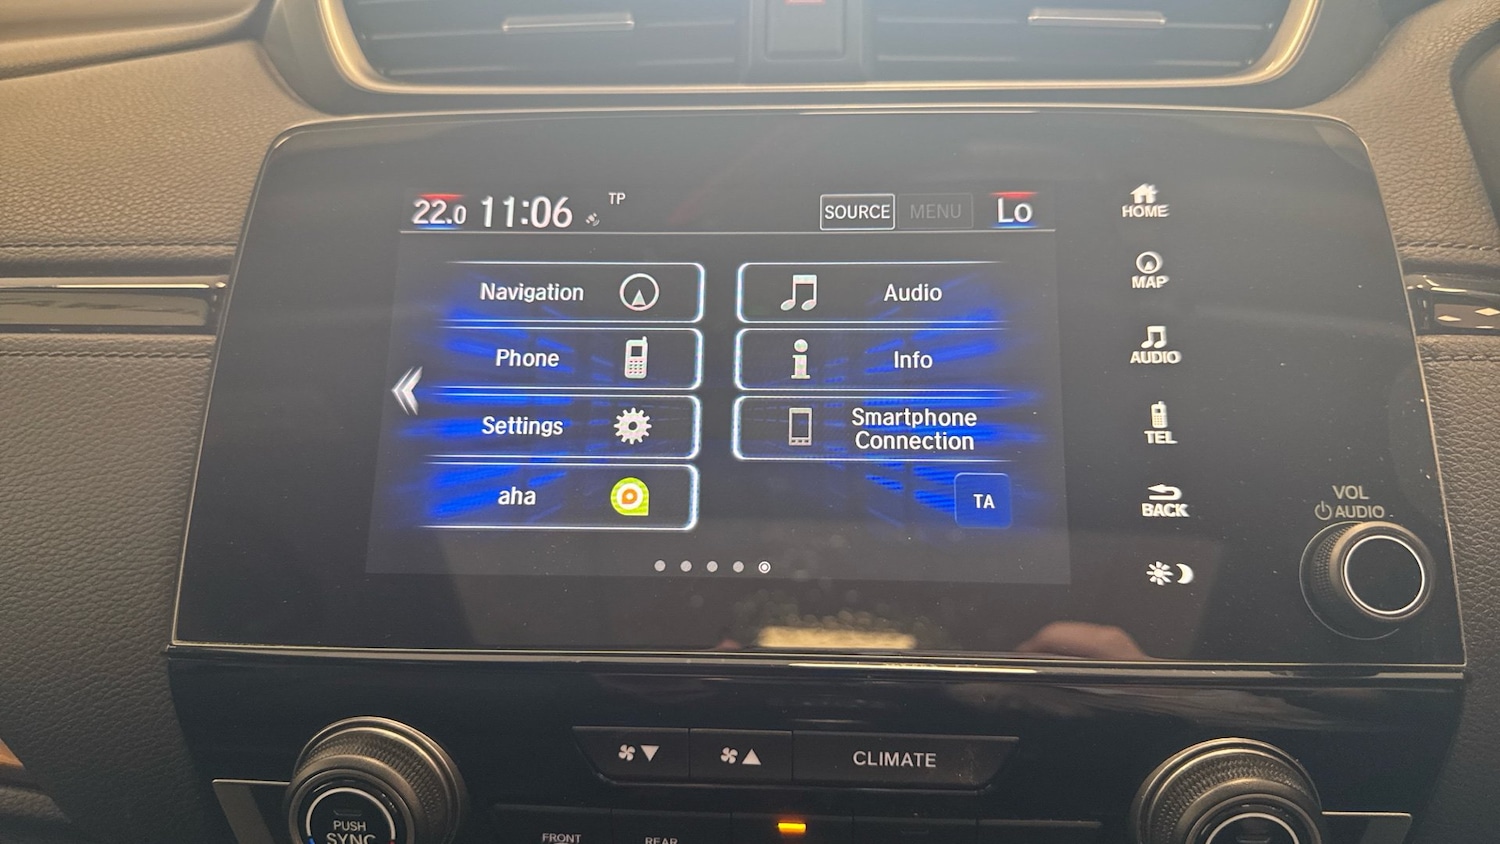 22.0 11:06 TP SOURCE MENU Lo
Navigation
Audio
Phone
Info
Settings
Smartphone
Connection
aha
TA
HOME
MAP
AUDIO
TEL
BACK
VOL
AUDIO
CLIMATE
PUSH
SYNC
FRONT
REAR